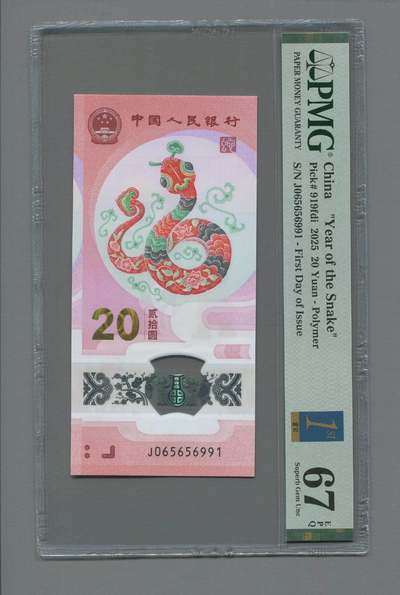 中国人民银行
20
贰拾圆
J065656991
PMG
®
PAPER MONEY GUARANTY
China "Year of the Snake"
Pick# 919fdi 2025 20 Yuan - Polymer
S/N J065656991 - First Day of Issue
1st
67
EPQ
Superb Gem Unc